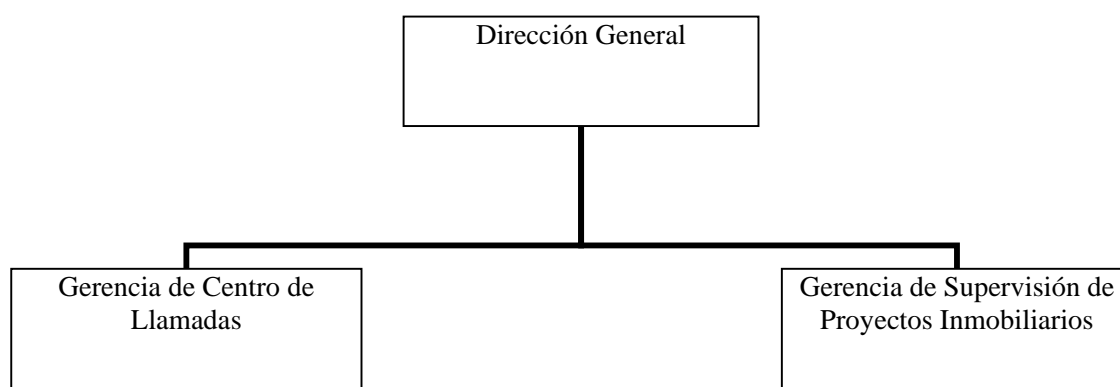 Dirección General
Gerencia de Centro de
Llamadas
Gerencia de Supervisión de
Proyectos Inmobiliarios